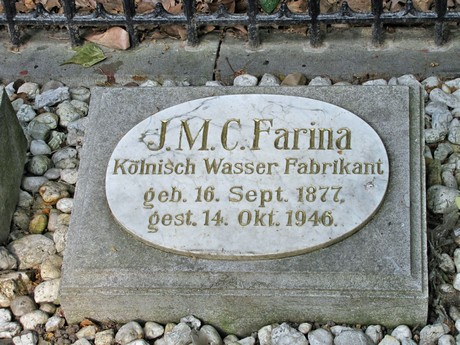 J.M.C.Farina
Kölnisch Wasser Fabrikant
geb. 16. Sept. 1877.
gest. 14. Okt. 1946.